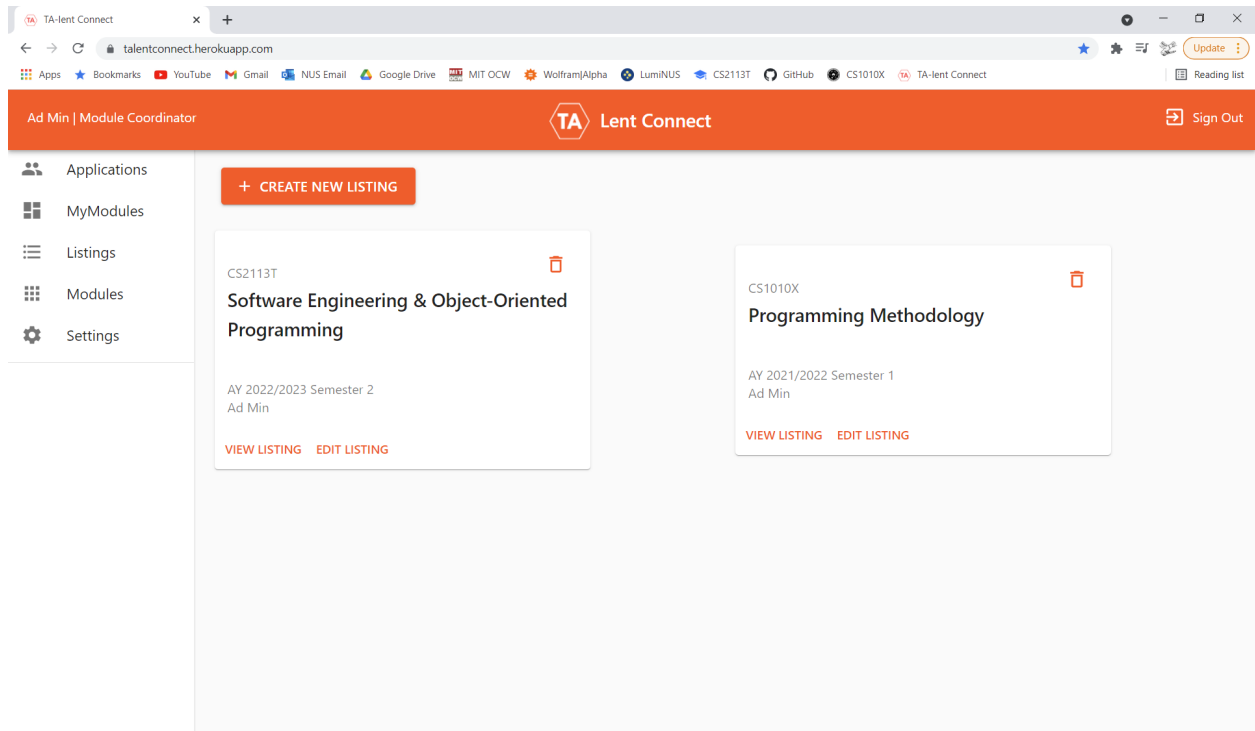 TA TA-lent Connect
talentconnect.herokuapp.com
Update
Apps Bookmarks YouTube Gmail NUS Email Google Drive MIT OCW MIT OCW Wolfram|Alpha LumiNUS CS2113T GitHub CS1010X TA TA-lent Connect Reading list
Ad Min | Module Coordinator
TA Lent Connect
Sign Out
Applications
MyModules
Listings
Modules
Settings
+ CREATE NEW LISTING
CS2113T
Software Engineering & Object-Oriented
Programming
AY 2022/2023 Semester 2
Ad Min
VIEW LISTING EDIT LISTING
CS1010X
Programming Methodology
AY 2021/2022 Semester 1
Ad Min
VIEW LISTING EDIT LISTING